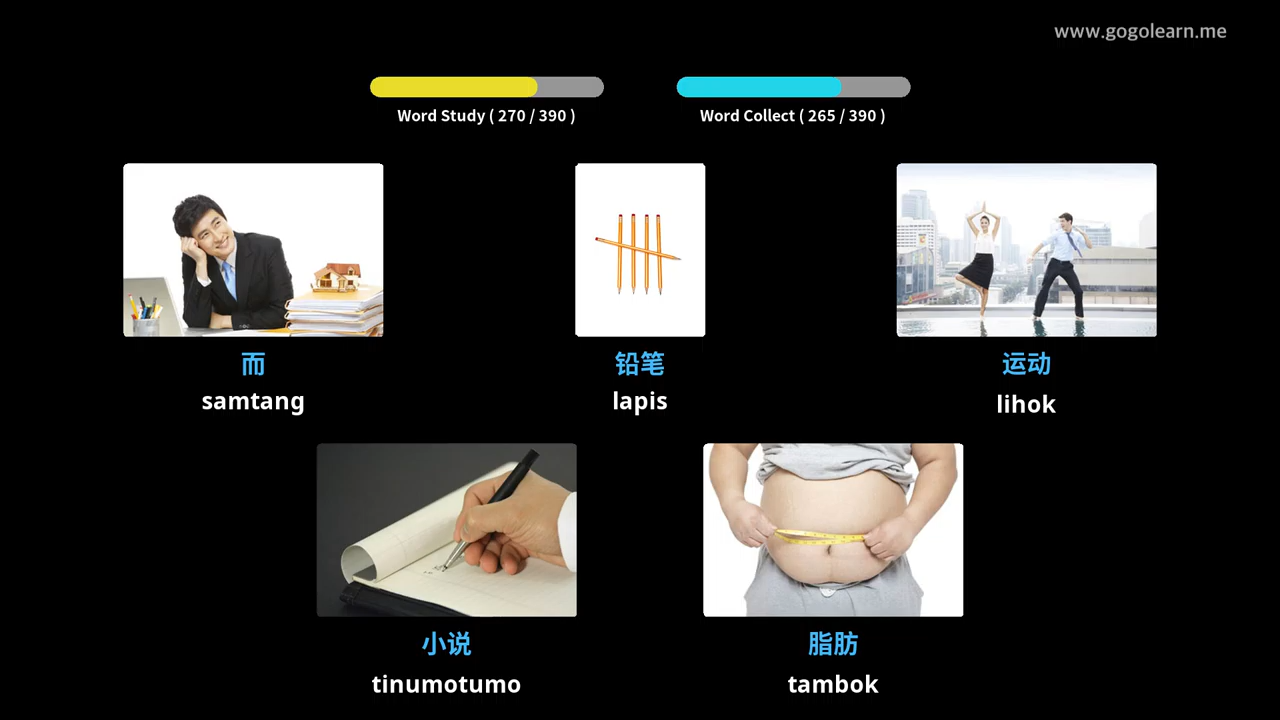 www.gogolearn.me
Word Study ( 270 / 390 )
Word Collect ( 265 / 390 )
而
samtang
铅笔
lapis
运动
lihok
小说
tinumotumo
脂肪
tambok